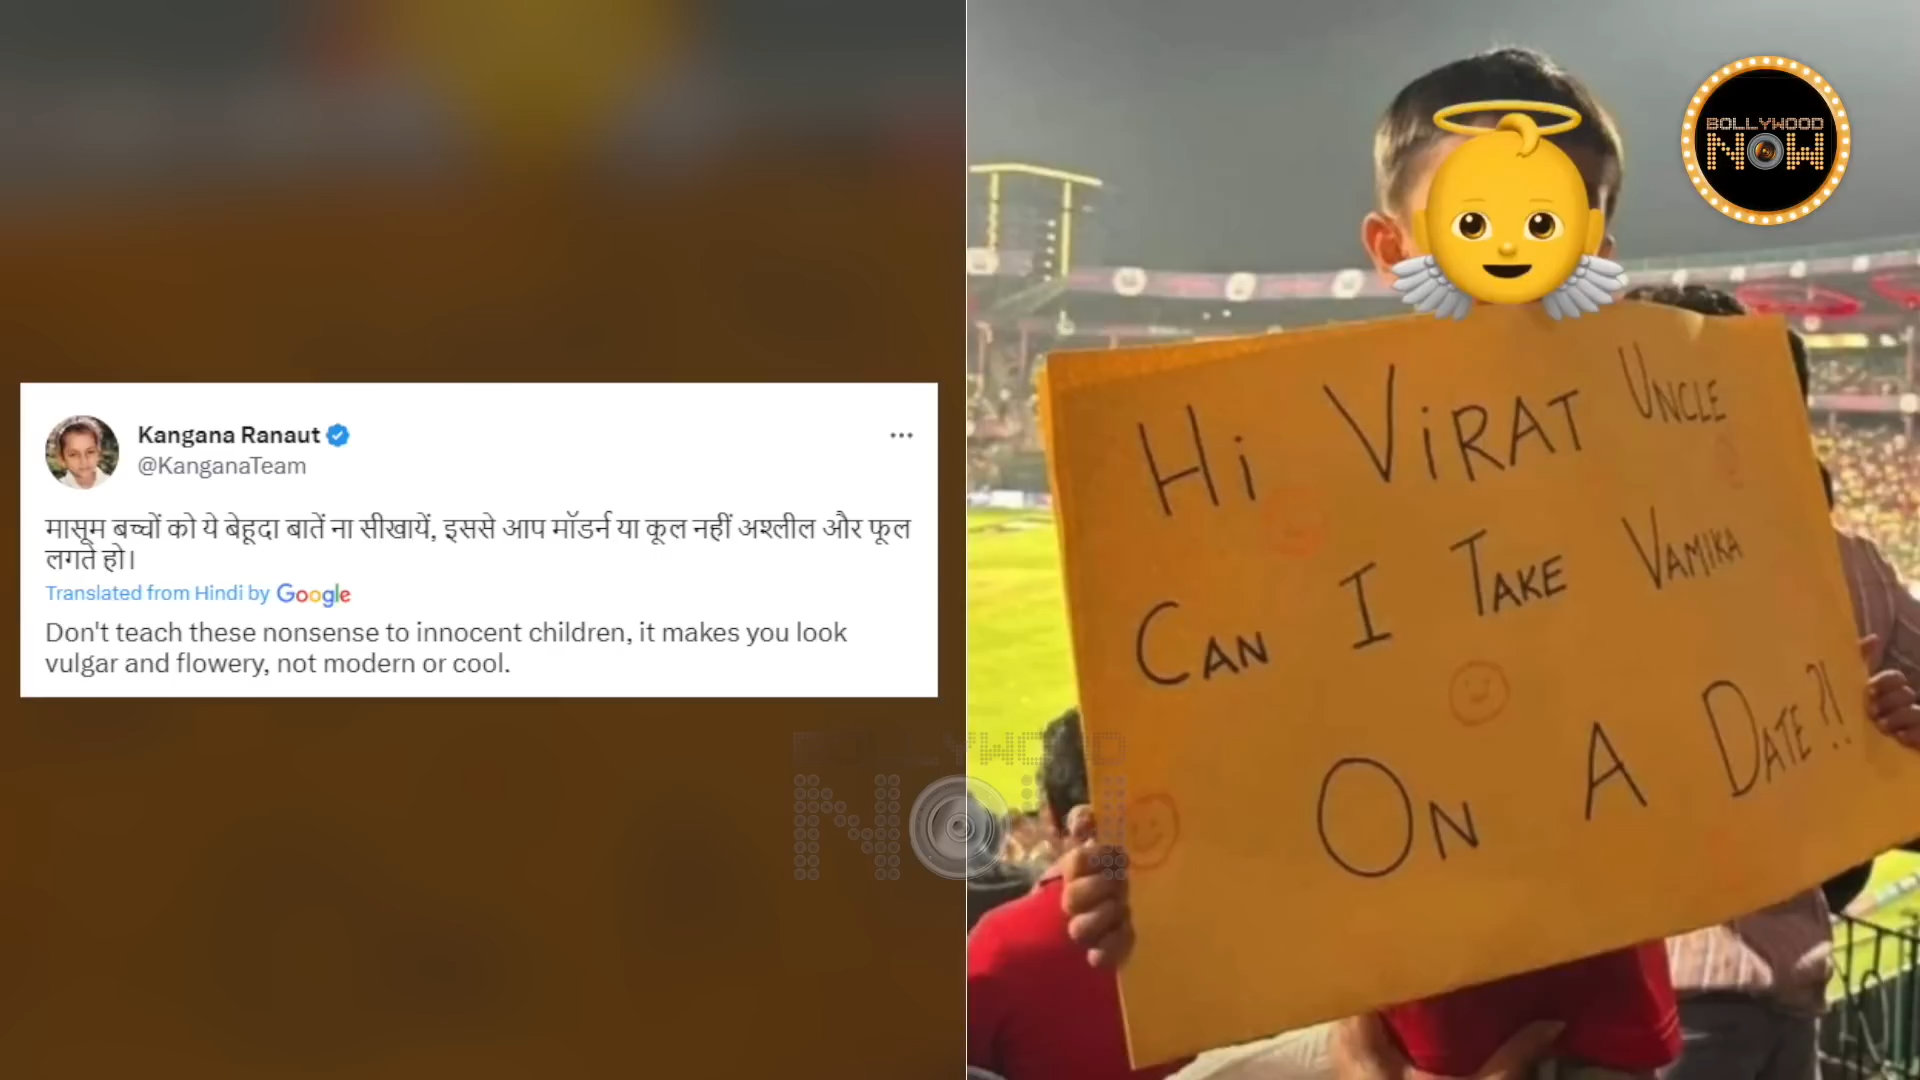 Kangana Ranaut
@KanganaTeam
मासूम बच्चों को ये बेहूदा बातें ना सीखायें, इससे आप मॉडर्न या कूल नहीं अश्लील और फूल
लगते हो।
Translated from Hindi by Google
Don't teach these nonsense to innocent children, it makes you look
vulgar and flowery, not modern or cool.
BOLLYWOOD
NOW
HI VIRAT UNCLE
CAN I TAKE VAMIKA
ON A DATE?!
BOLLYWOOD
NOW